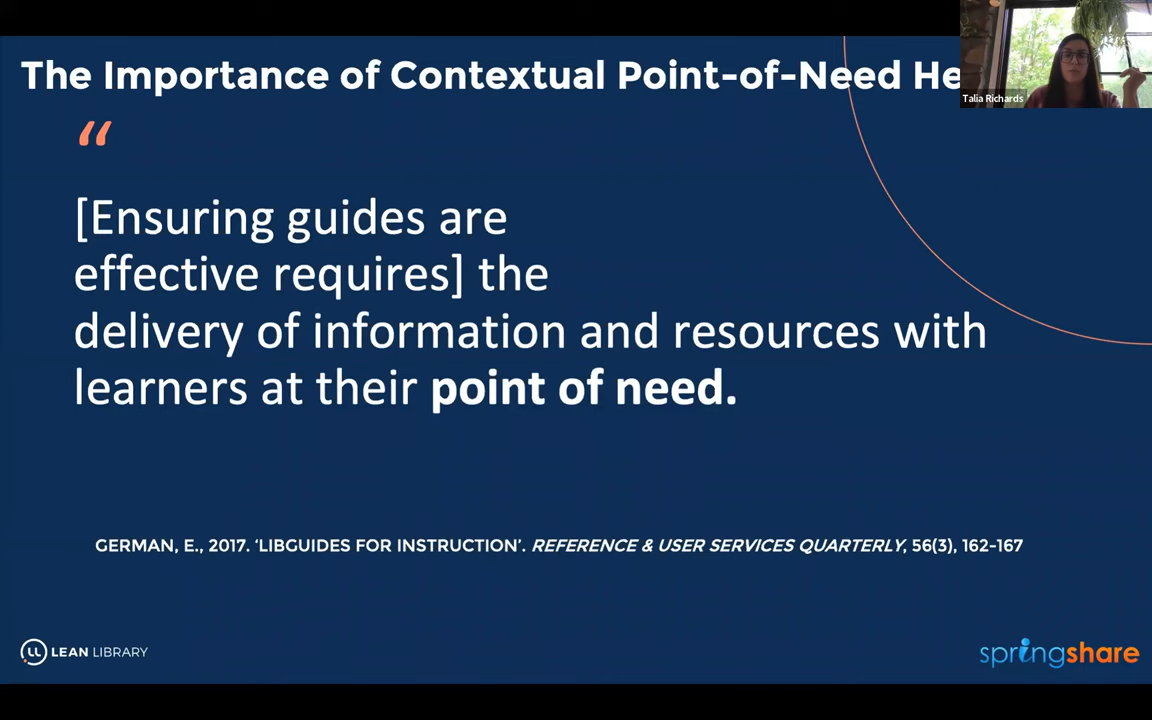 The Importance of Contextual Point-of-Need He
Talia Richards
“
[Ensuring guides are
effective requires] the
delivery of information and resources with
learners at their point of need.
GERMAN, E., 2017. ‘LIBGUIDES FOR INSTRUCTION’. REFERENCE & USER SERVICES QUARTERLY, 56(3), 162-167
LL LEAN LIBRARY
springshare